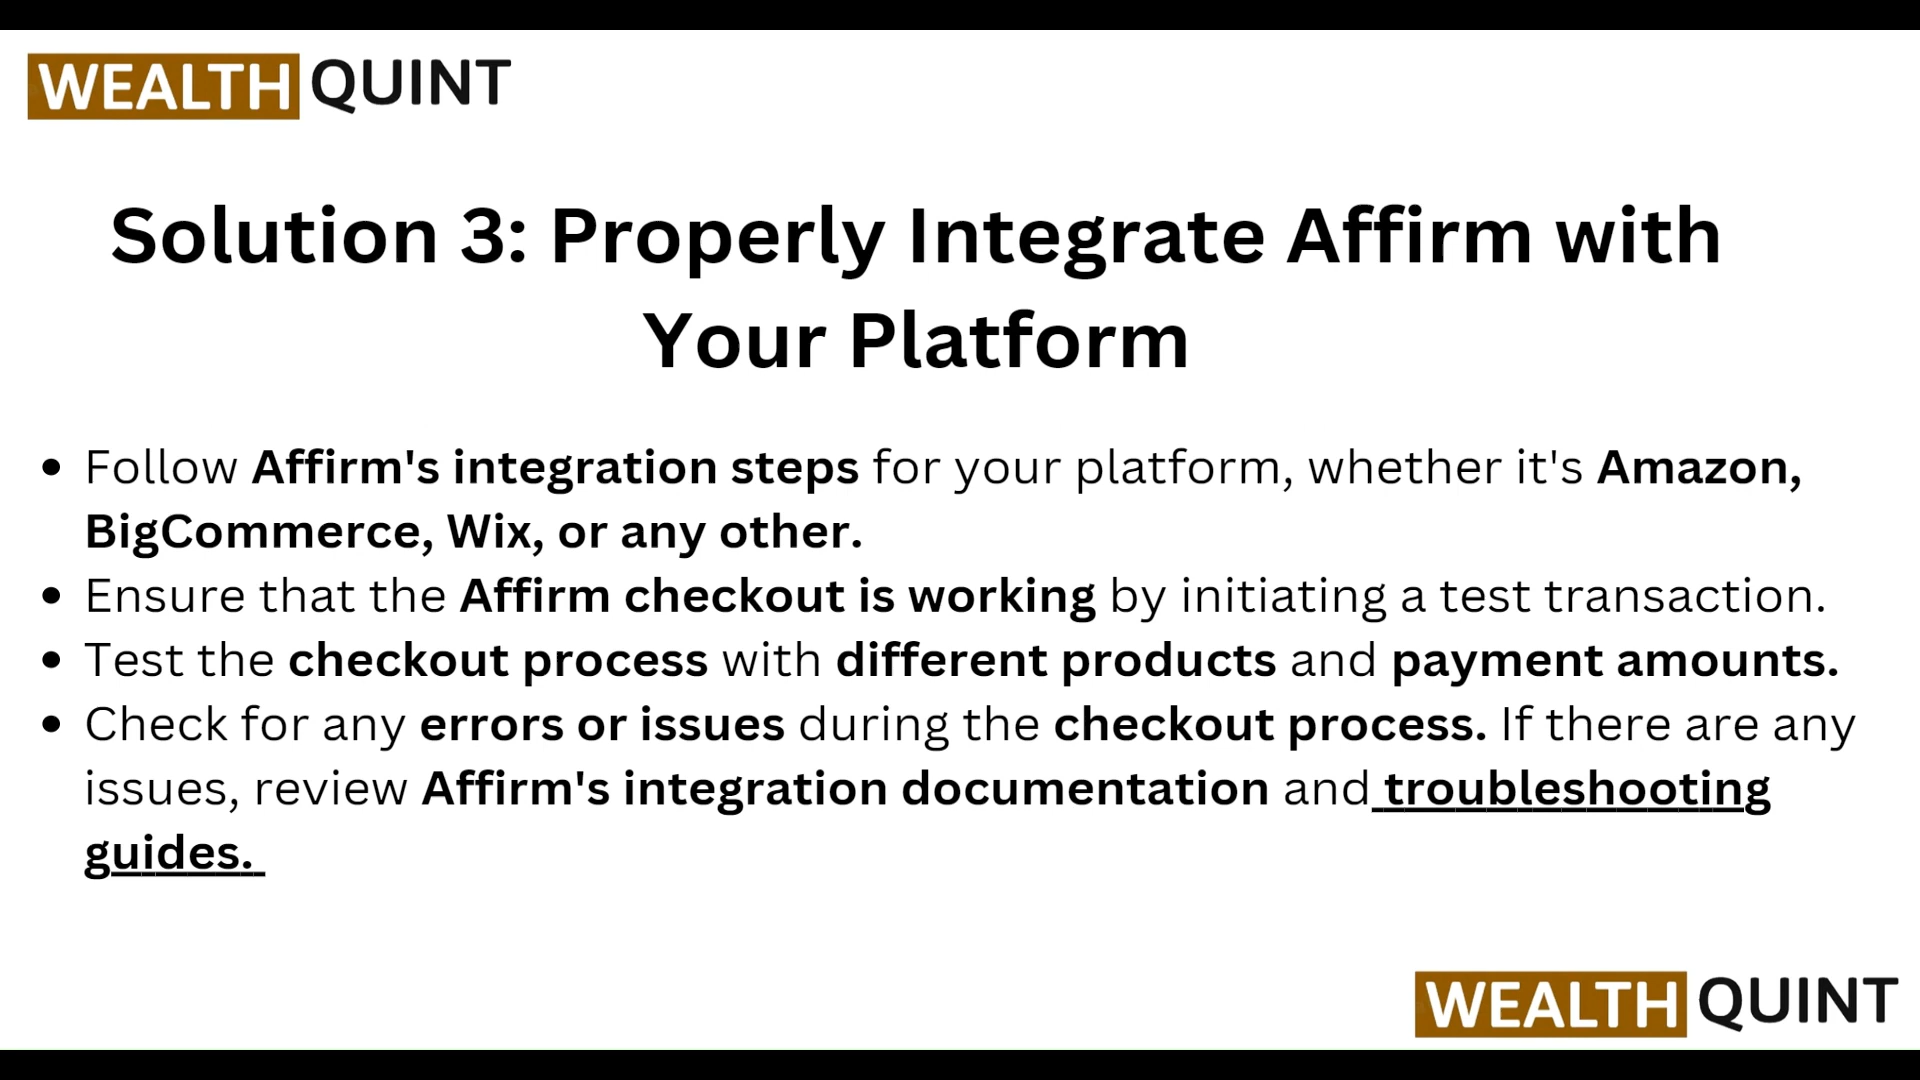 WEALTH QUINT
Solution 3: Properly Integrate Affirm with
Your Platform
• Follow Affirm's integration steps for your platform, whether it's Amazon,
BigCommerce, Wix, or any other.
• Ensure that the Affirm checkout is working by initiating a test transaction.
• Test the checkout process with different products and payment amounts.
• Check for any errors or issues during the checkout process. If there are any
issues, review Affirm's integration documentation and troubleshooting
guides.
WEALTH QUINT